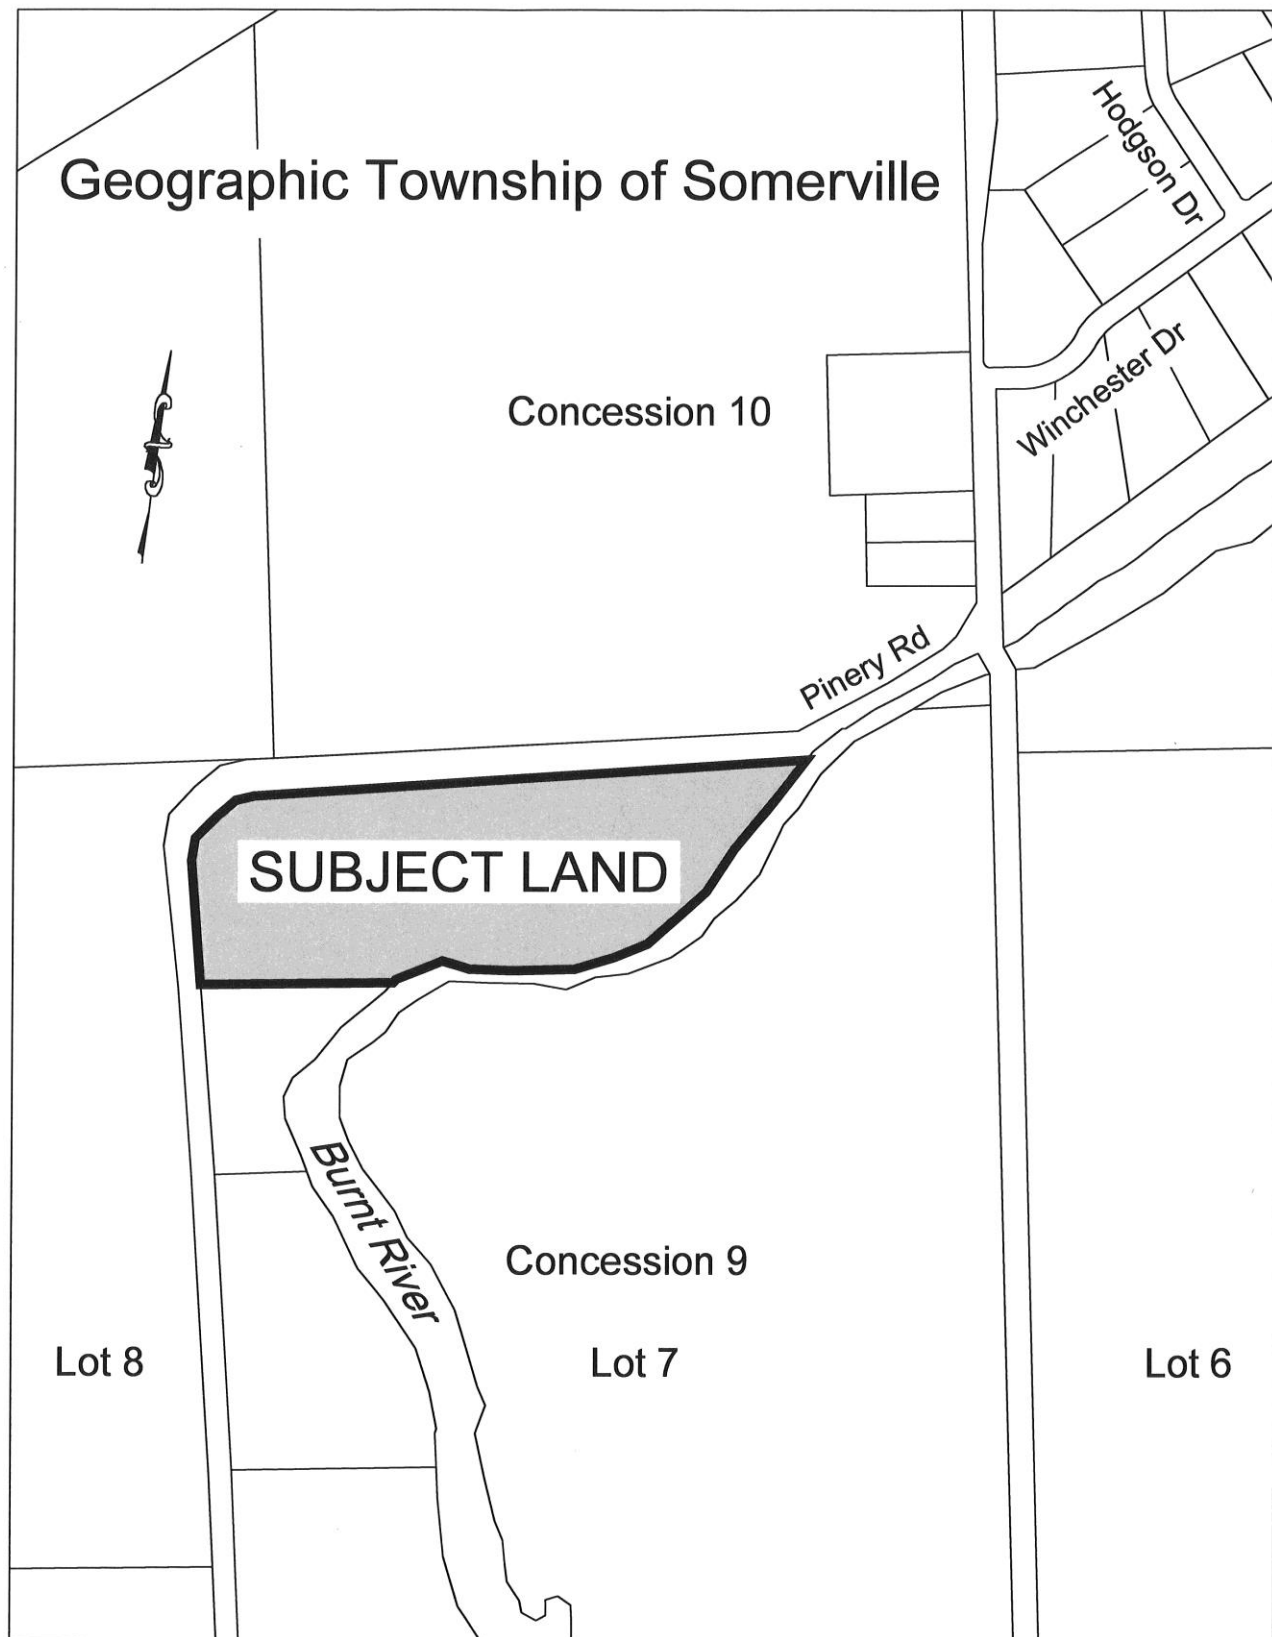 Geographic Township of Somerville
Hodgson Dr
Concession 10
Winchester Dr
Pinery Rd
SUBJECT LAND
Burnt River
Concession 9
Lot 8
Lot 7
Lot 6